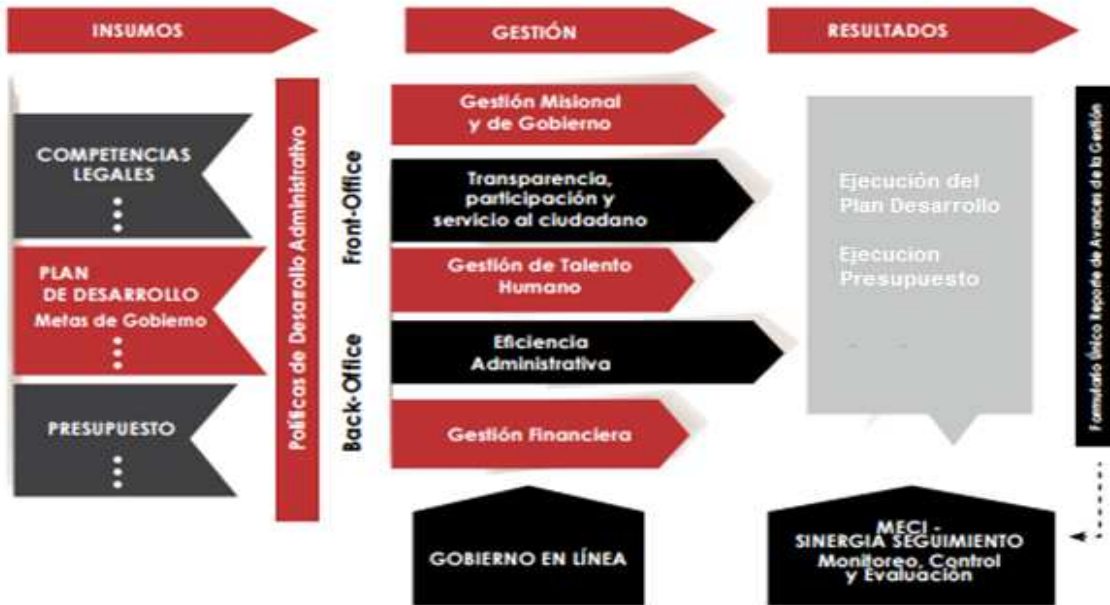 INSUMOS
GESTIÓN
RESULTADOS
COMPETENCIAS
LEGALES
PLAN
DE DESARROLLO
Metas de Gobierno
PRESUPUESTO
Políticas de Desarrollo Administrativo
Front-Office
Back-Office
Gestión Misional
y de Gobierno
Transparencia,
participación y
servicio al ciudadano
Gestión de Talento
Humano
Eficiencia
Administrativa
Gestión Financiera
GOBIERNO EN LÍNEA
Ejecución del
Plan Desarrollo
Ejecucion
Presupuesto
Formulario Único Reporte de Avances de la Gestión
MECI -
SINERGIA SEGUIMIENTO
Monitoreo, Control
y Evaluación